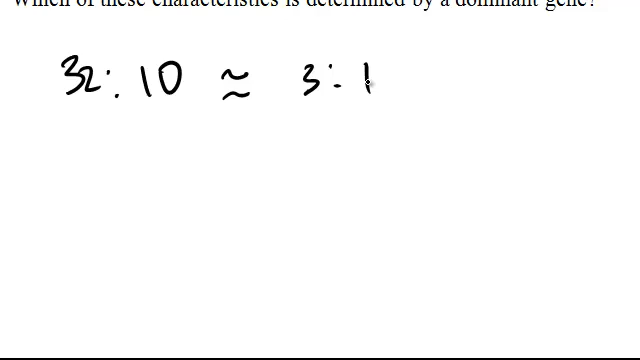 Which of these characteristics is determined by a dominant gene?
32 : 10 ≈ 3 : 1